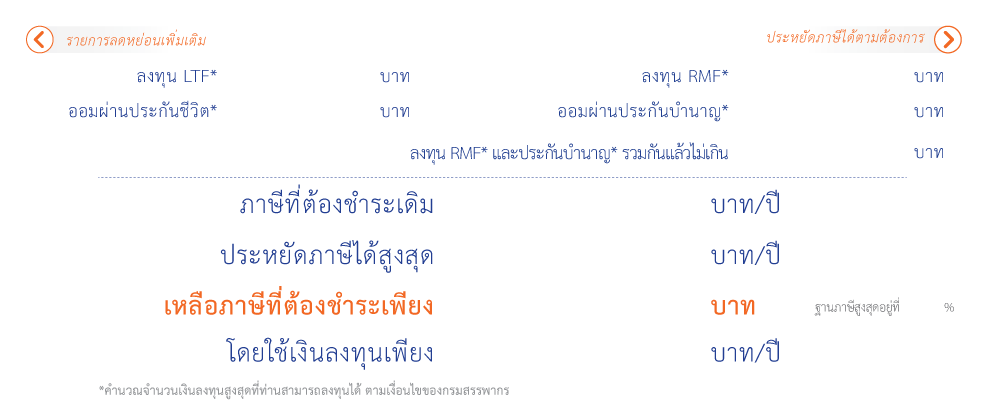 รายการลดหย่อนเพิ่มเติม ประหยัดภาษีได้ตามต้องการ
ลงทุน LTF* บาท ลงทุน RMF* บาท
ออมผ่านประกันชีวิต* บาท ออมผ่านประกันบำนาญ* บาท
ลงทุน RMF* และประกันบำนาญ* รวมกันแล้วไม่เกิน บาท
ภาษีที่ต้องชำระเดิม บาท/ปี
ประหยัดภาษีได้สูงสุด บาท/ปี
เหลือภาษีที่ต้องชำระเพียง บาท ฐานภาษีสูงสุดอยู่ที่ %
โดยใช้เงินลงทุนเพียง บาท/ปี
*คำนวณจำนวนเงินลงทุนสูงสุดที่ท่านสามารถลงทุนได้ ตามเงื่อนไขของกรมสรรพากร